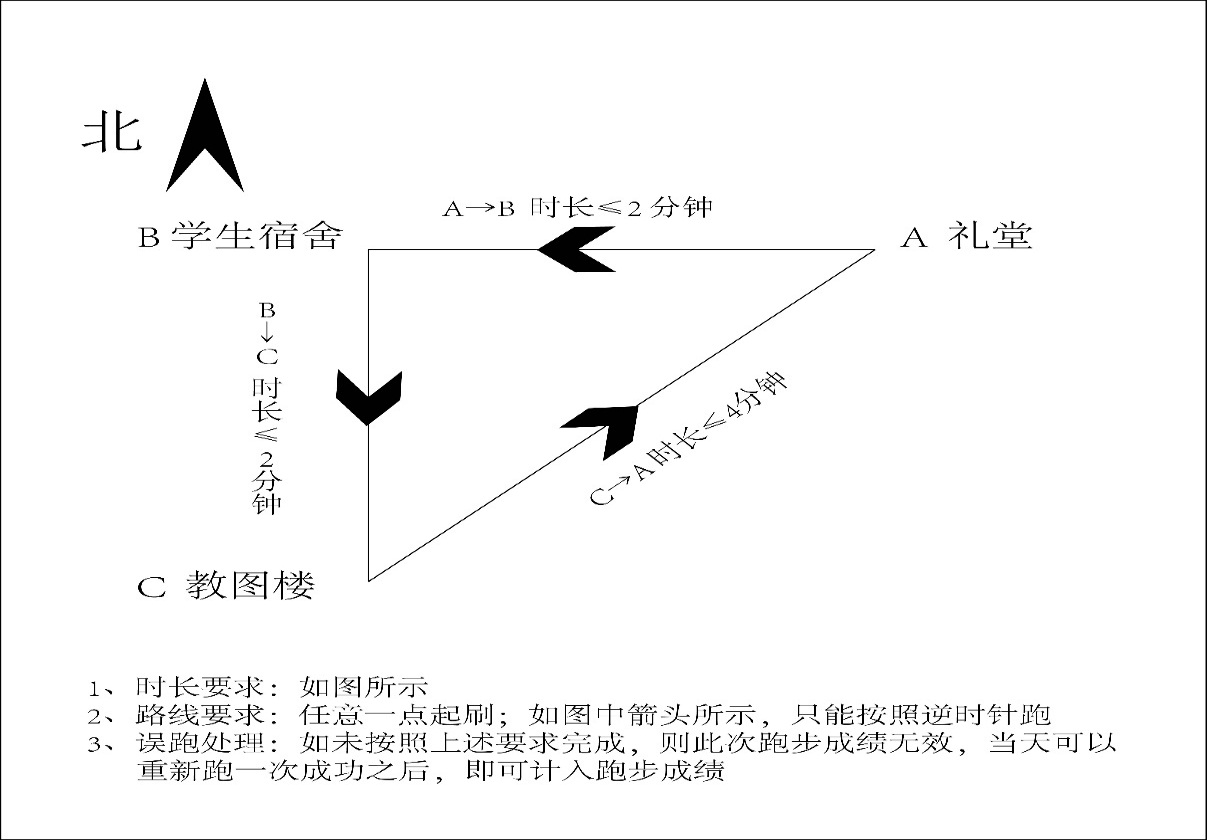 北
A→B 时长≤2 分钟
B 学生宿舍
A 礼堂
B→C 时长≤2分钟
C→A时长≤4分钟
C 教图楼
1、时长要求：如图所示
2、路线要求：任意一点起刷；如图中箭头所示，只能按照逆时针跑
3、误跑处理：如未按照上述要求完成，则此次跑步成绩无效，当天可以
重新跑一次成功之后，即可计入跑步成绩